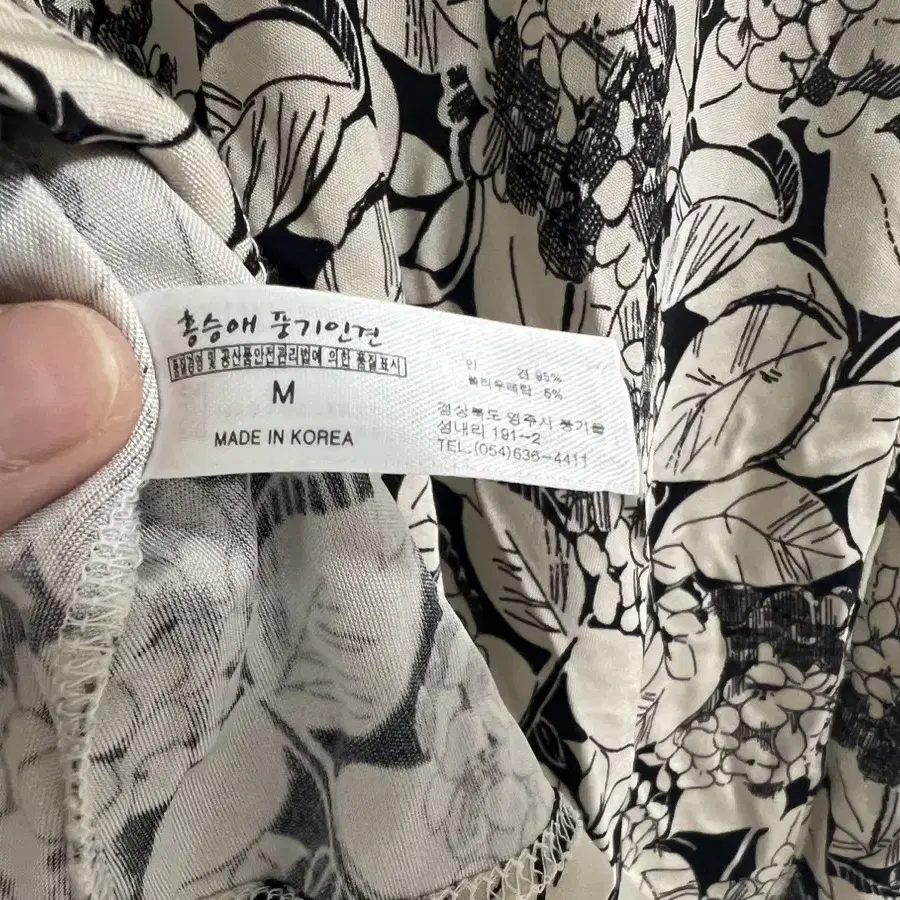 홍승애 풍기인견
품질경영 및 공산품안전관리법에 의한 품질표시
M
MADE IN KOREA
인 견 95%
폴리우레탄 5%
경상북도 영주시 풍기읍
성내리 191-2
TEL.(054)636-4411